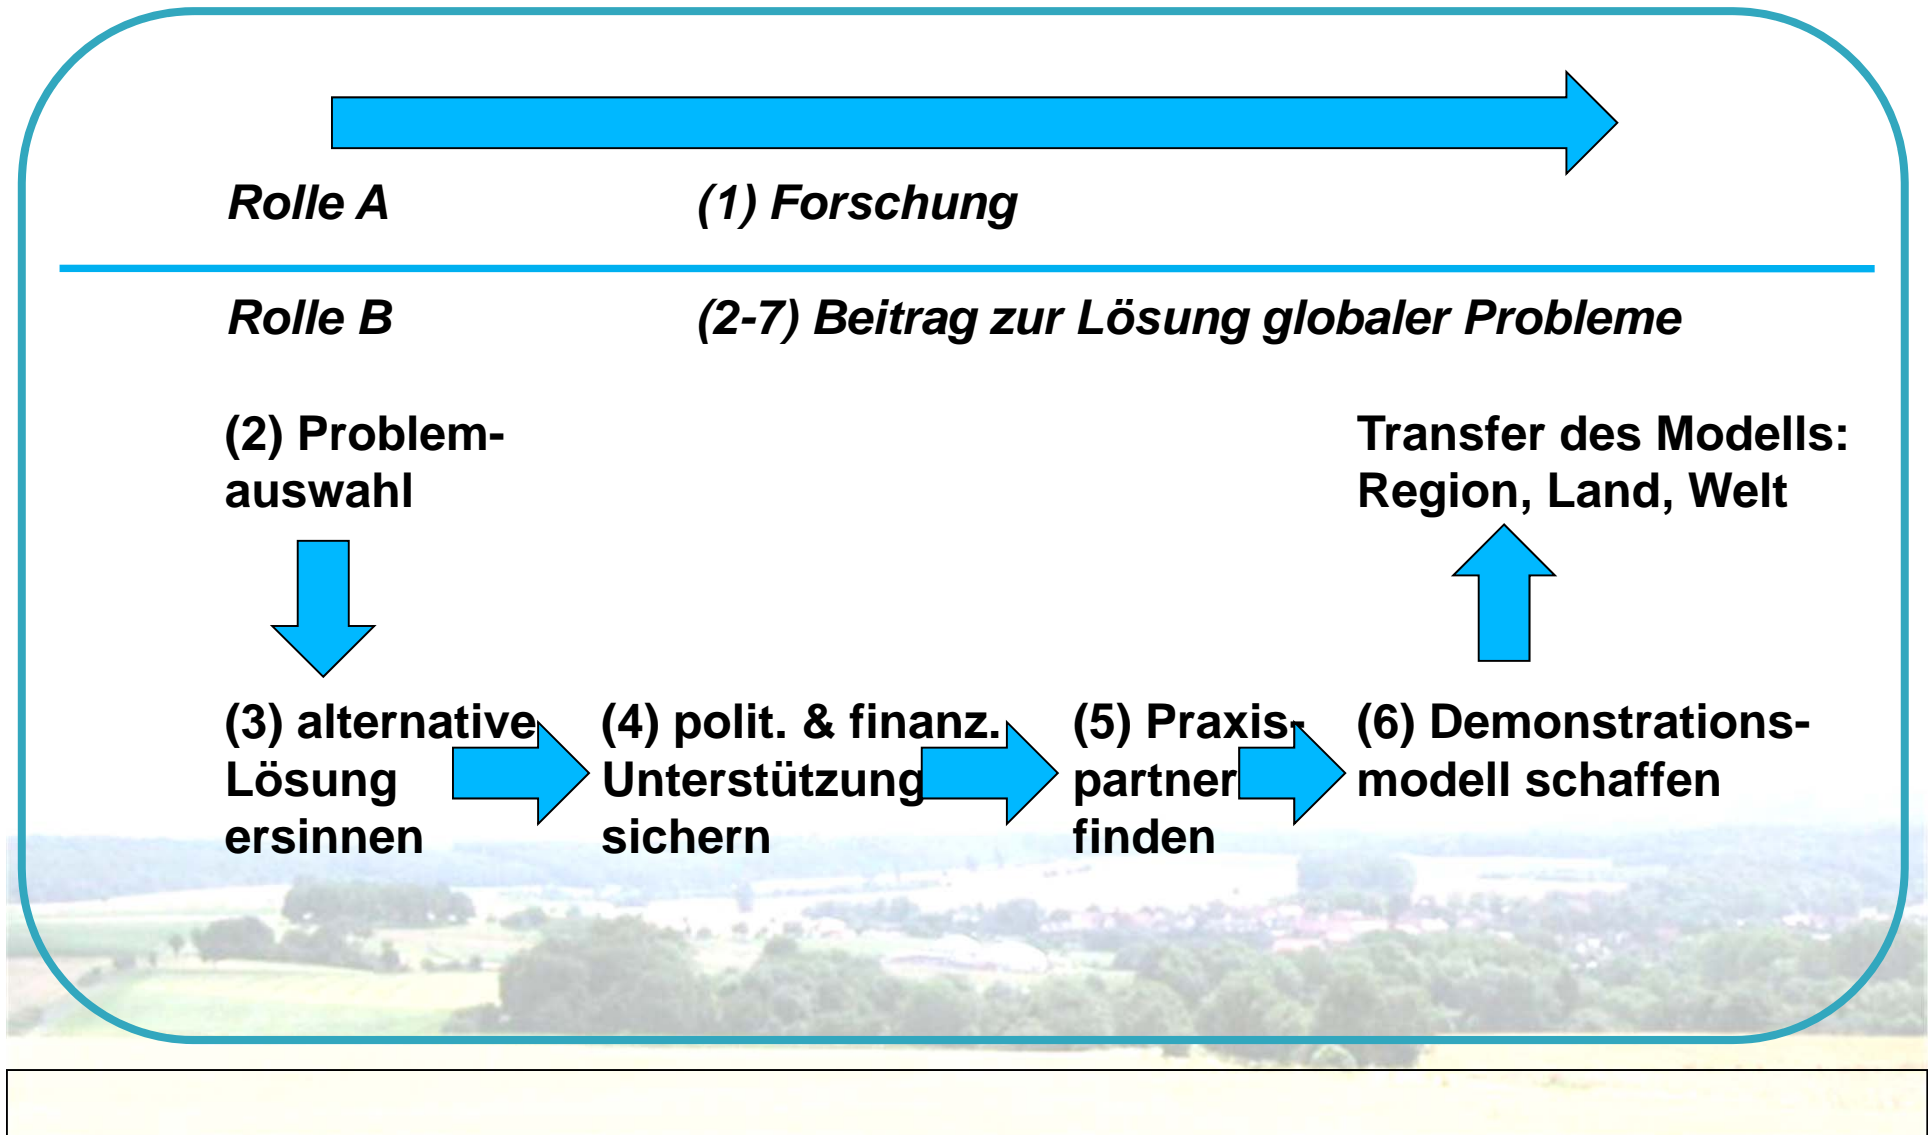 Rolle A (1) Forschung
Rolle B (2-7) Beitrag zur Lösung globaler Probleme
(2) Problem-
auswahl
Transfer des Modells:
Region, Land, Welt
(3) alternative
Lösung
ersinnen
(4) polit. & finanz.
Unterstützung
sichern
(5) Praxis-
partner
finden
(6) Demonstrations-
modell schaffen